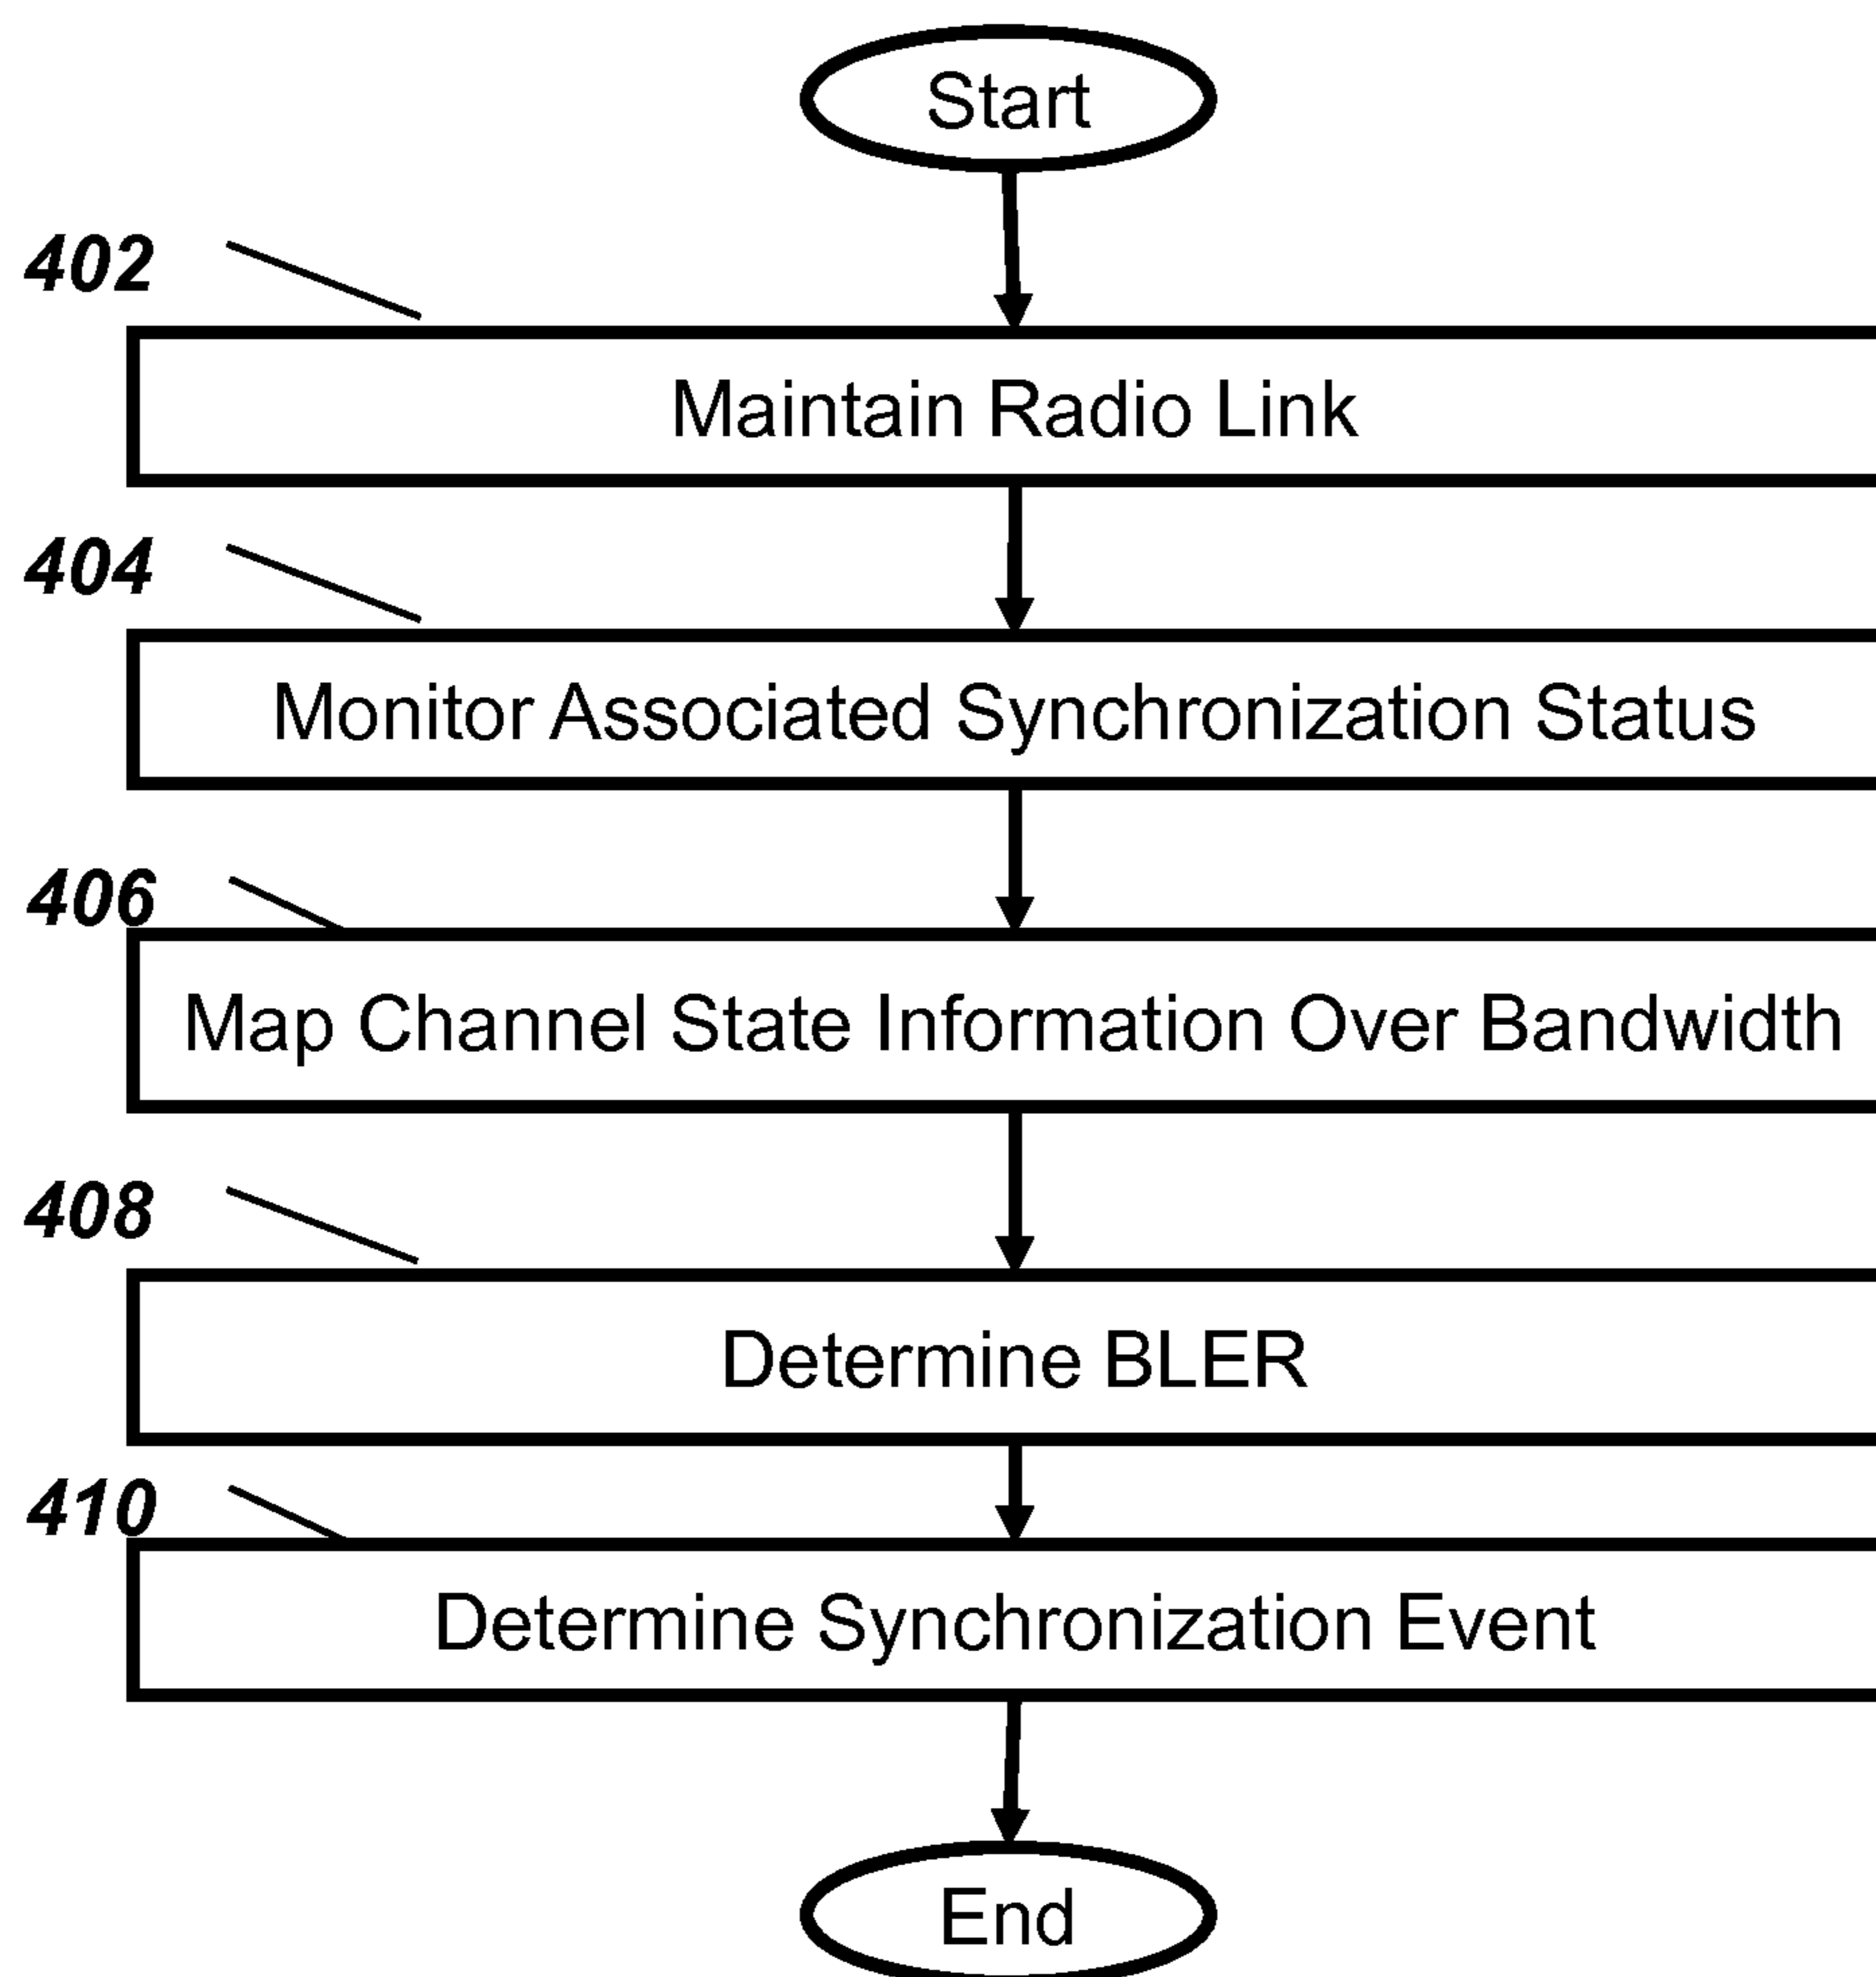 Start
402
Maintain Radio Link
404
Monitor Associated Synchronization Status
406
Map Channel State Information Over Bandwidth
408
Determine BLER
410
Determine Synchronization Event
End